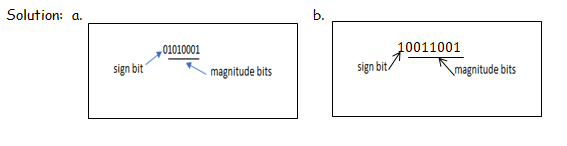 Solution: a.
01010001
sign bit
magnitude bits
b.
10011001
sign bit
magnitude bits